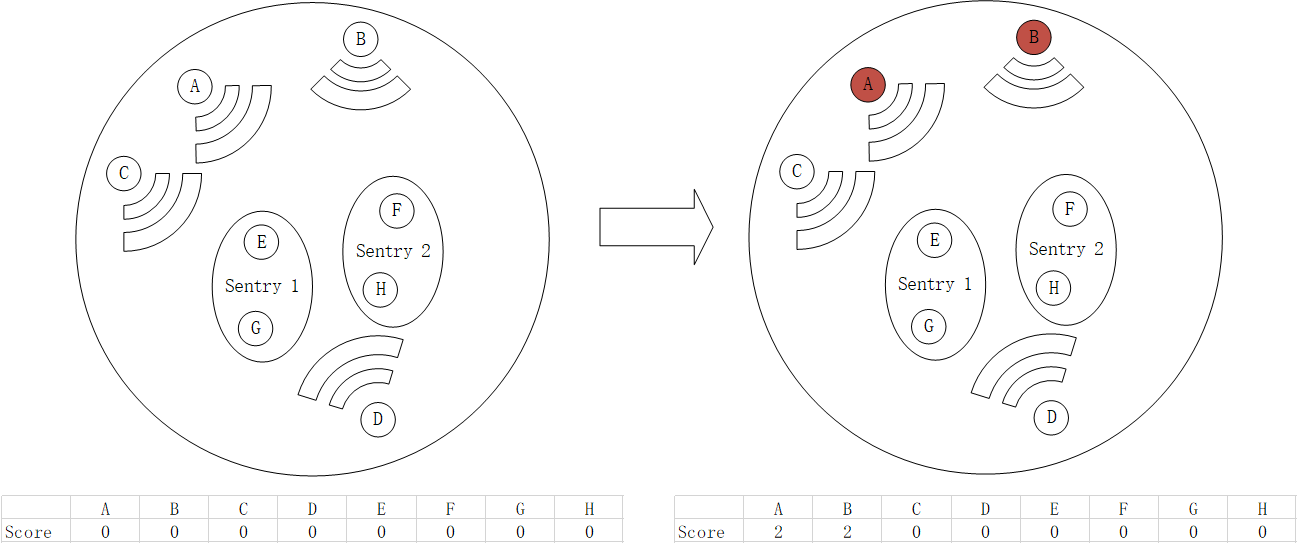 B
A
C
F
E
Sentry 2
Sentry 1
H
G
D
A B C D E F G H
Score 0 0 0 0 0 0 0 0
B
A
C
F
E
Sentry 2
Sentry 1
H
G
D
A B C D E F G H
Score 2 2 0 0 0 0 0 0